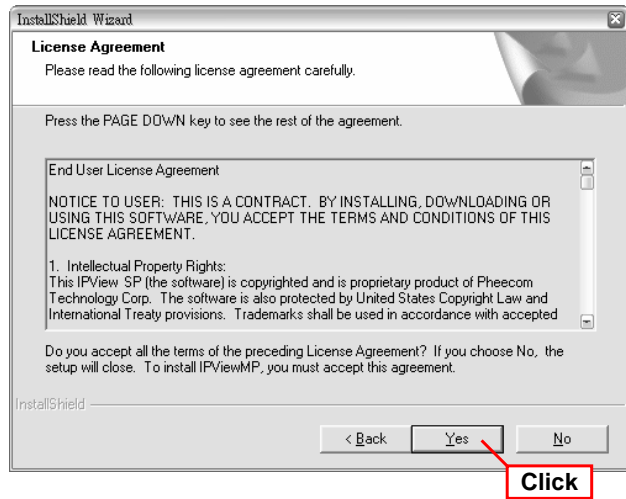 InstallShield Wizard
License Agreement
Please read the following license agreement carefully.
Press the PAGE DOWN key to see the rest of the agreement.
End User License Agreement
NOTICE TO USER: THIS IS A CONTRACT. BY INSTALLING, DOWNLOADING OR
USING THIS SOFTWARE, YOU ACCEPT THE TERMS AND CONDITIONS OF THIS
LICENSE AGREEMENT.
1. Intellectual Property Rights:
This IPView SP (the software) is copyrighted and is proprietary product of Pheecom
Technology Corp. The software is also protected by United States Copyright Law and
International Treaty provisions. Trademarks shall be used in accordance with accepted
Do you accept all the terms of the preceding License Agreement? If you choose No, the
setup will close. To install IPViewMP, you must accept this agreement.
InstallShield
< Back
Yes
No
Click